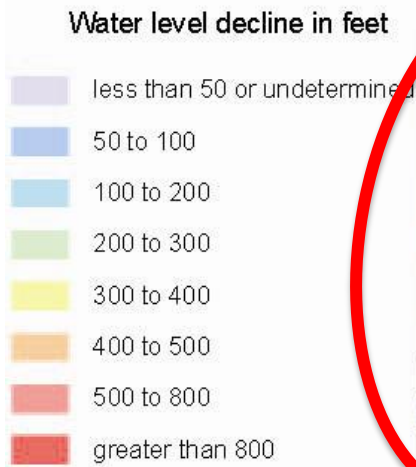 Water level decline in feet
less than 50 or undetermined
50 to 100
100 to 200
200 to 300
300 to 400
400 to 500
500 to 800
greater than 800